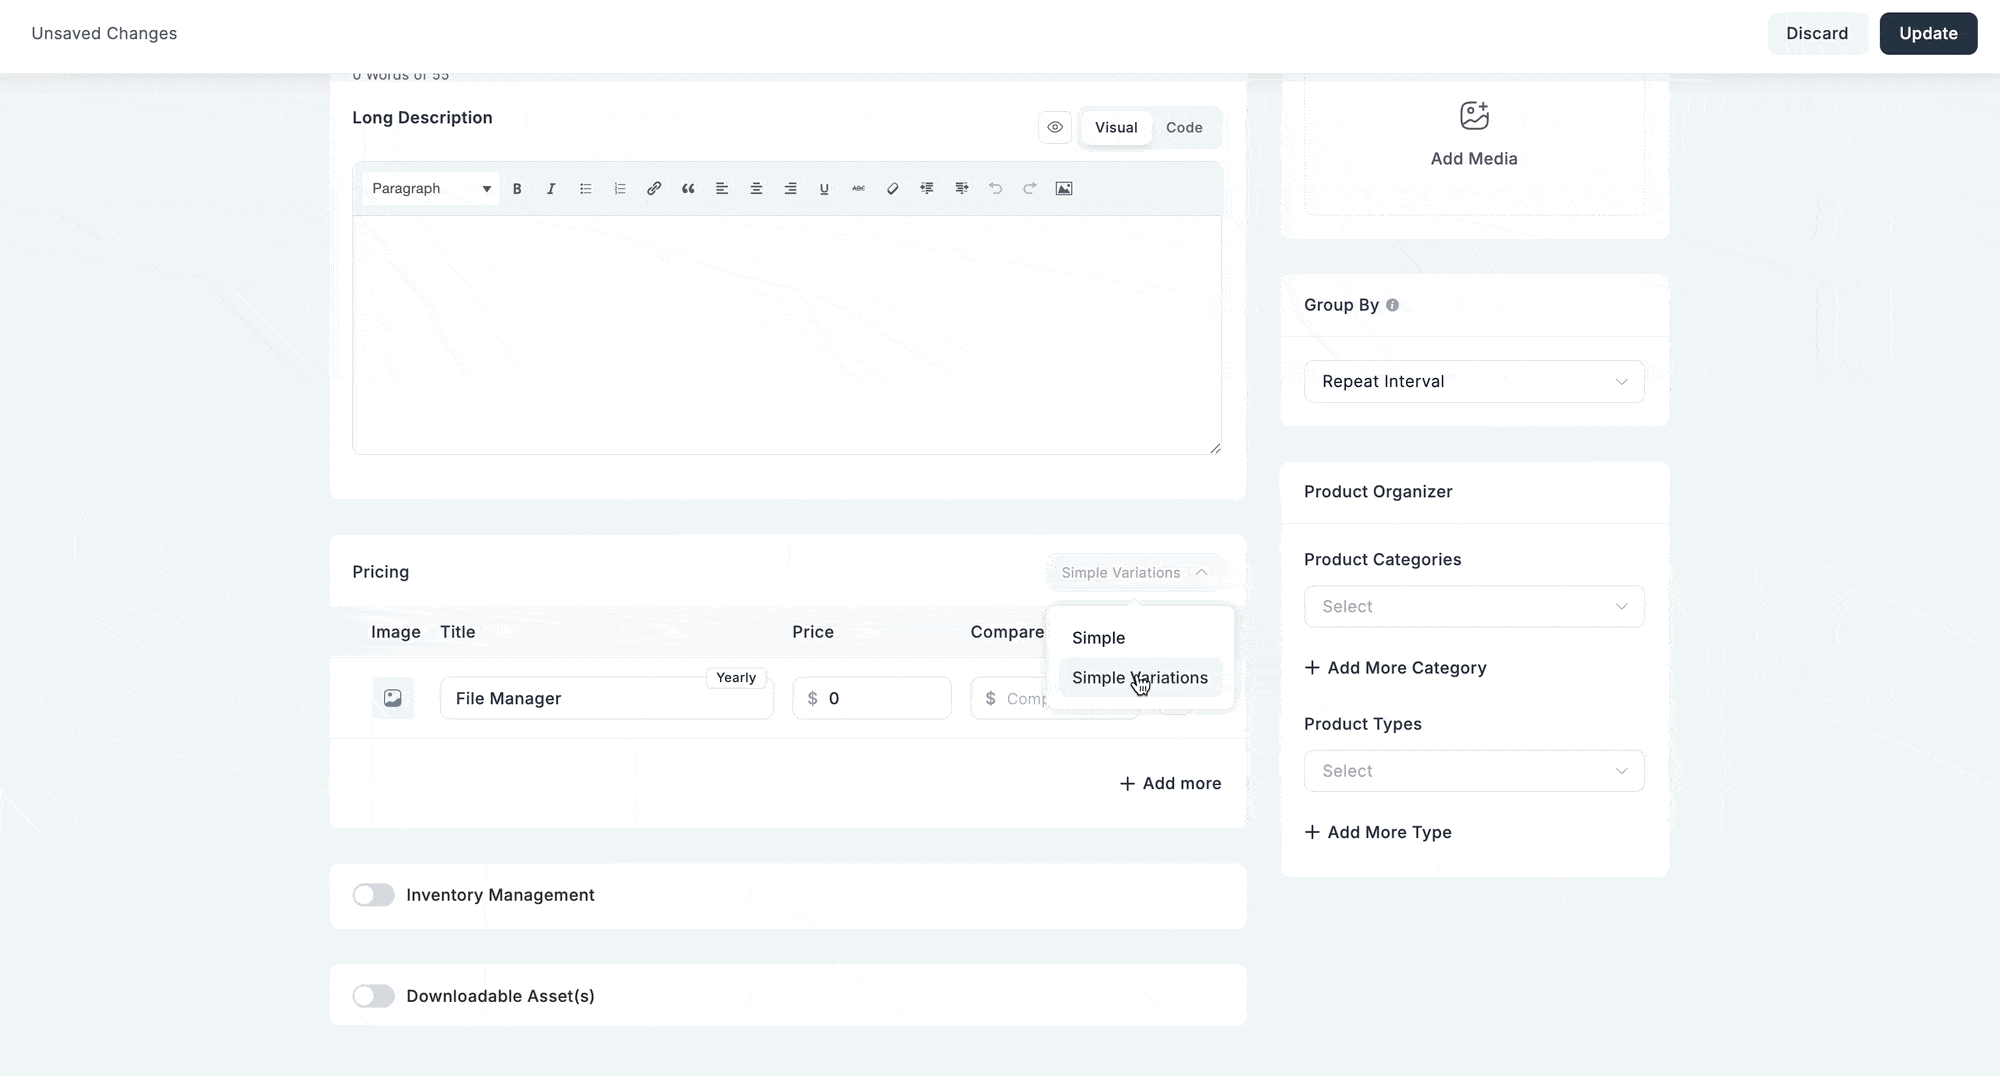 Unsaved Changes
Discard
Update
0 Words of 55
Long Description
Visual
Code
Paragraph
B
I
U
ABC
Add Media
Group By
Repeat Interval
Product Organizer
Product Categories
Select
+ Add More Category
Product Types
Select
+ Add More Type
Pricing
Simple Variations
Simple
Simple Variations
Image
Title
Price
Compare
Yearly
File Manager
$ 0
$ Comp
+ Add more
Inventory Management
Downloadable Asset(s)